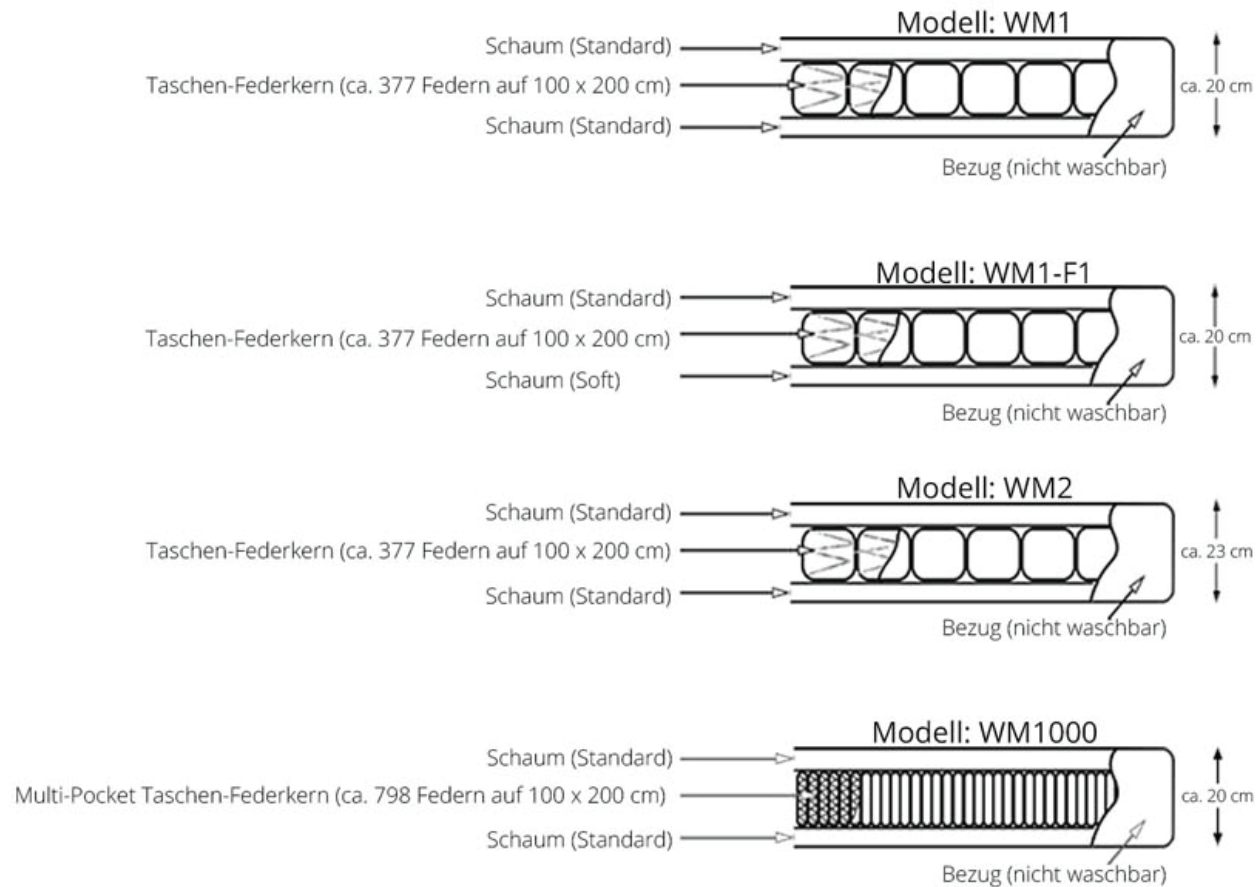 Modell: WM1
Schaum (Standard)
Taschen-Federkern (ca. 377 Federn auf 100 x 200 cm)
ca. 20 cm
Schaum (Standard)
Bezug (nicht waschbar)
Modell: WM1-F1
Schaum (Standard)
Taschen-Federkern (ca. 377 Federn auf 100 x 200 cm)
ca. 20 cm
Schaum (Soft)
Bezug (nicht waschbar)
Modell: WM2
Schaum (Standard)
Taschen-Federkern (ca. 377 Federn auf 100 x 200 cm)
ca. 23 cm
Schaum (Standard)
Bezug (nicht waschbar)
Modell: WM1000
Schaum (Standard)
Multi-Pocket Taschen-Federkern (ca. 798 Federn auf 100 x 200 cm)
ca. 20 cm
Schaum (Standard)
Bezug (nicht waschbar)